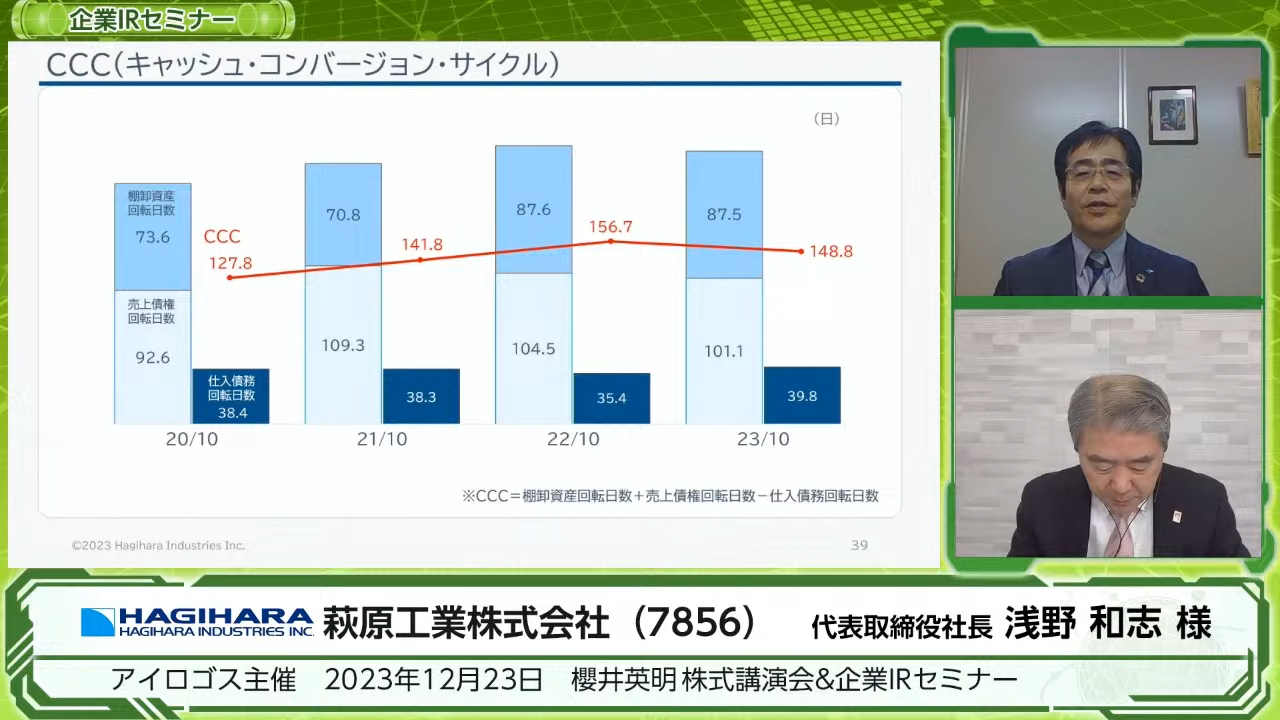 企業IRセミナー
CCC(キャッシュ・コンバージョン・サイクル)
(日)
棚卸資産
回転日数
73.6
CCC
127.8
売上債権
回転日数
92.6
仕入債務
回転日数
38.4
70.8
141.8
109.3
38.3
87.6
156.7
104.5
35.4
87.5
148.8
101.1
39.8
20/10
21/10
22/10
23/10
※CCC=棚卸資産回転日数+売上債権回転日数-仕入債務回転日数
©2023 Hagihara Industries Inc.
39
HAGIHARA
HAGIHARA INDUSTRIES INC.
萩原工業株式会社(7856) 代表取締役社長 浅野 和志 様
アイロゴス主催 2023年12月23日 櫻井英明 株式講演会&企業IRセミナー